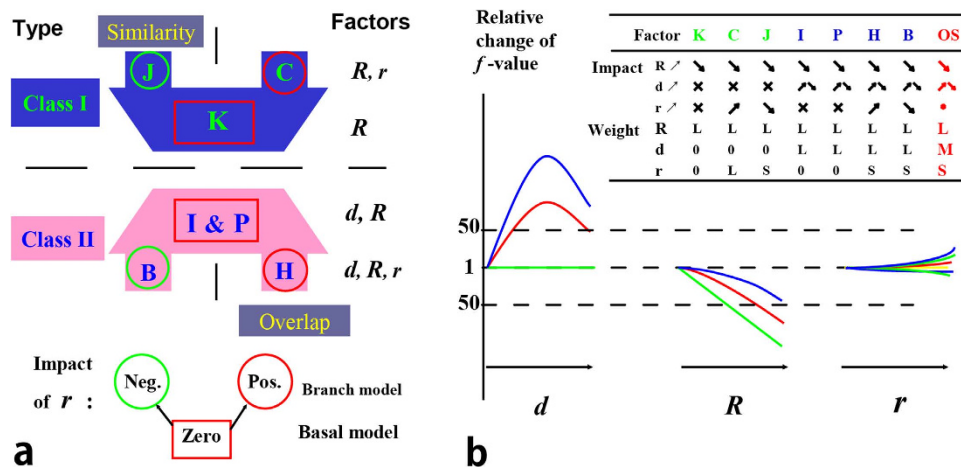 Type
Similarity
Factors
J
C
R, r
Class I
K
R
Class II
I & P
d, R
B
H
d, R, r
Overlap
Impact
of r :
Neg.
Pos.
Branch model
Zero
Basal model
a
Relative
change of
f -value
Factor K C J I P H B OS
Impact R ↗ ↘ ↘ ↘ ↘ ↘ ↘ ↘ ↘
d ↗ × × × ↗↘ ↗↘ ↗↘ ↗↘ ↗↘
r ↗ × ↗ ↘ × × ↗ ↘ •
Weight R L L L L L L L L
d 0 0 0 L L L L M
r 0 L S 0 0 S S S
50
1
50
d
R
r
b